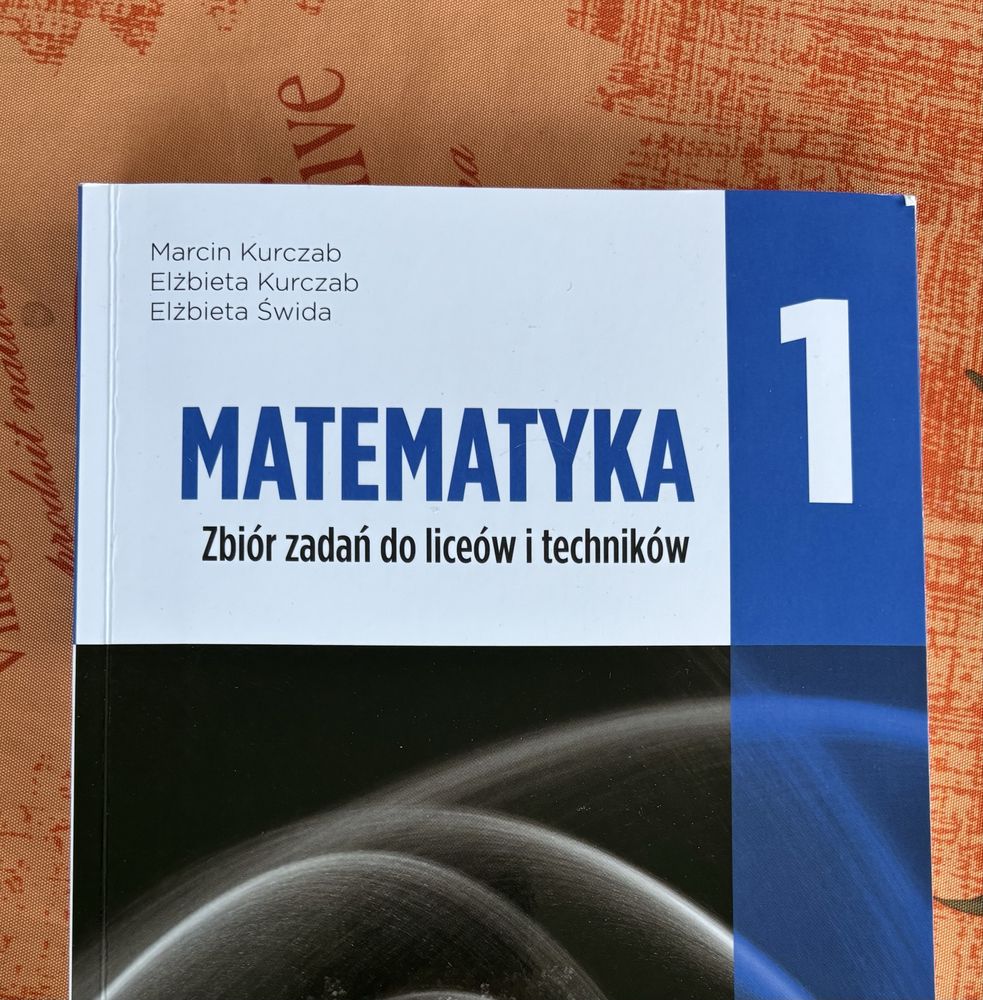 Marcin Kurczab
Elżbieta Kurczab
Elżbieta Świda
1
MATEMATYKA
Zbiór zadań do liceów i techników